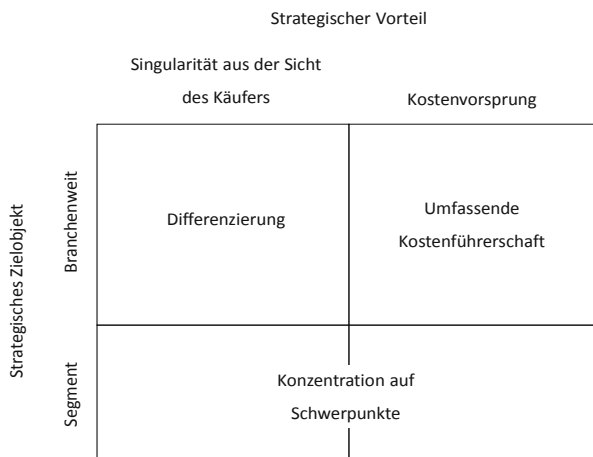 Strategischer Vorteil
Singularität aus der Sicht
des Käufers
Kostenvorsprung
Strategisches Zielobjekt
Branchenweit
Differenzierung
Umfassende
Kostenführerschaft
Segment
Konzentration auf
Schwerpunkte